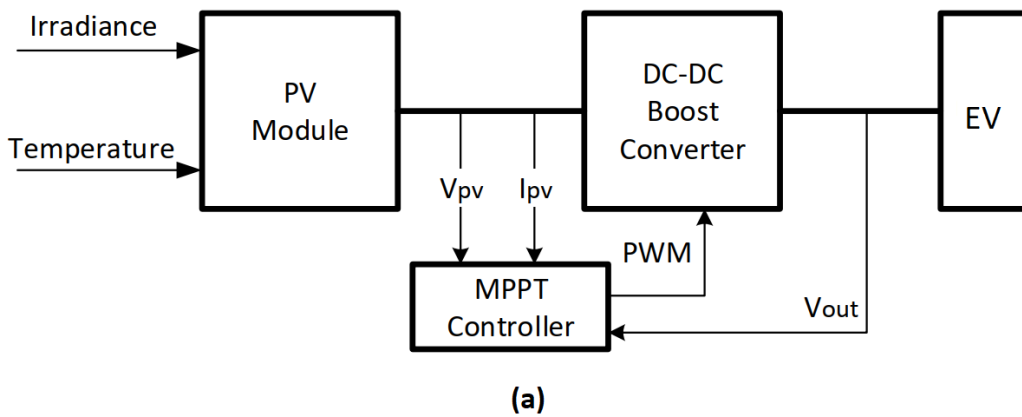 Irradiance
Temperature
PV
Module
Vpv
Ipv
DC-DC
Boost
Converter
EV
PWM
MPPT
Controller
Vout
(a)